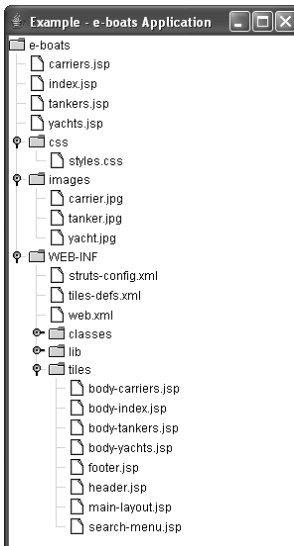 Example - e-boats Application
e-boats
carriers.jsp
index.jsp
tankers.jsp
yachts.jsp
css
styles.css
images
carrier.jpg
tanker.jpg
yacht.jpg
WEB-INF
struts-config.xml
tiles-defs.xml
web.xml
classes
lib
tiles
body-carriers.jsp
body-index.jsp
body-tankers.jsp
body-yachts.jsp
footer.jsp
header.jsp
main-layout.jsp
search-menu.jsp